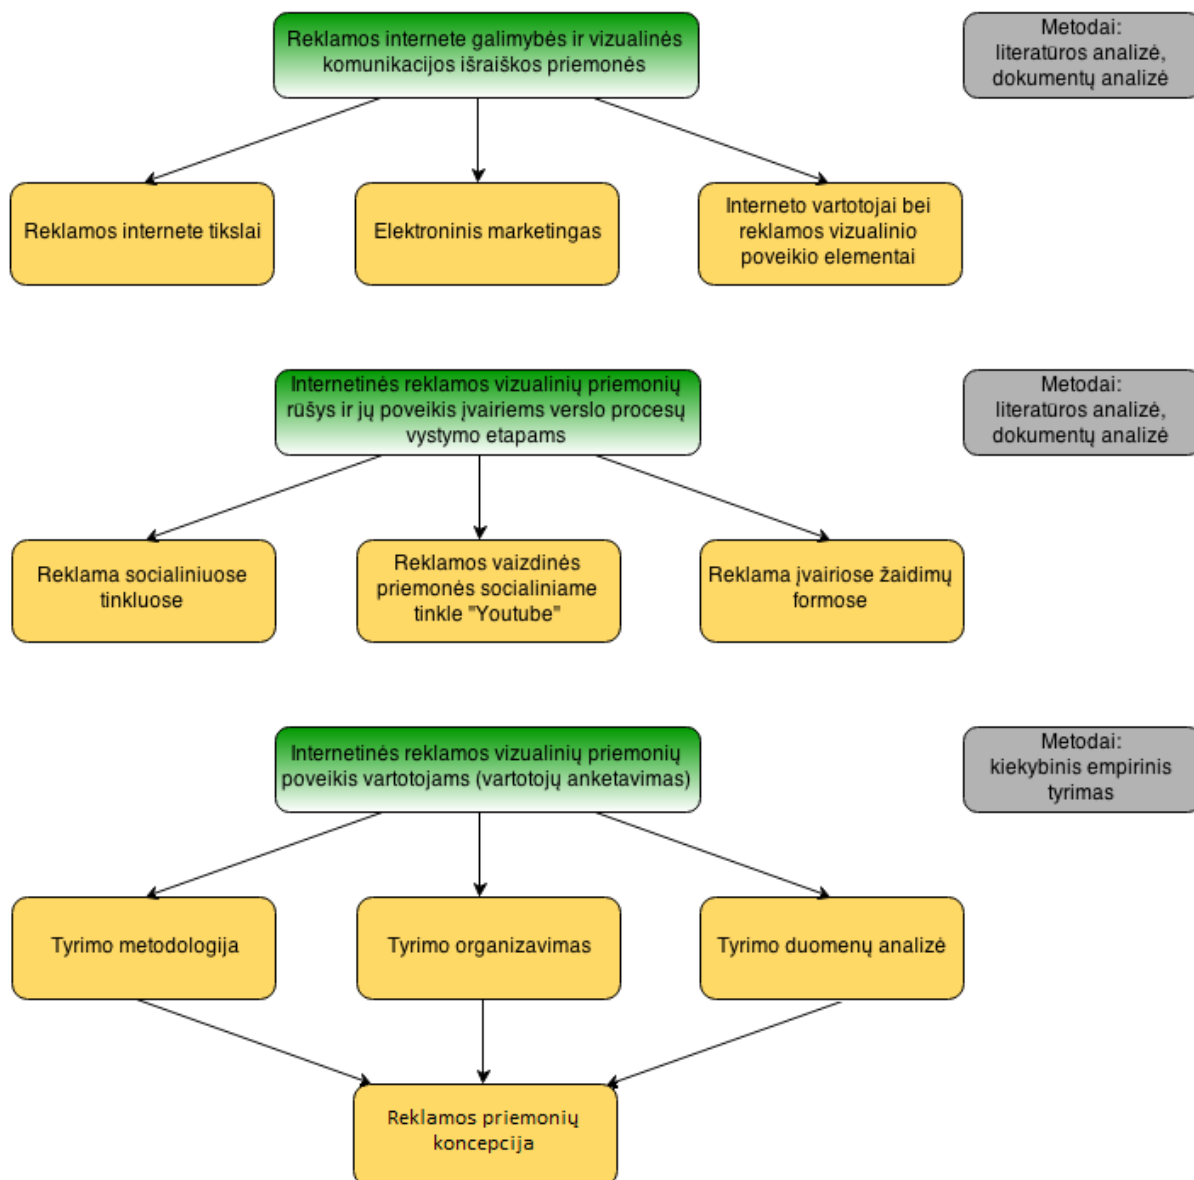 Reklamos internete galimybės ir vizualinės
komunikacijos išraiškos priemonės
Metodai:
literatūros analizė,
dokumentų analizė
Reklamos internete tikslai
Elektroninis marketingas
Interneto vartotojai bei
reklamos vizualinio
poveikio elementai
Internetinės reklamos vizualinių priemonių
rūšys ir jų poveikis įvairiems verslo procesų
vystymo etapams
Metodai:
literatūros analizė,
dokumentų analizė
Reklama socialiniuose
tinkluose
Reklamos vaizdinės
priemonės socialiniame
tinkle "Youtube"
Reklama įvairiose žaidimų
formose
Internetinės reklamos vizualinių priemonių
poveikis vartotojams (vartotojų anketavimas)
Metodai:
kiekybinis empirinis
tyrimas
Tyrimo metodologija
Tyrimo organizavimas
Tyrimo duomenų analizė
Reklamos priemonių
koncepcija